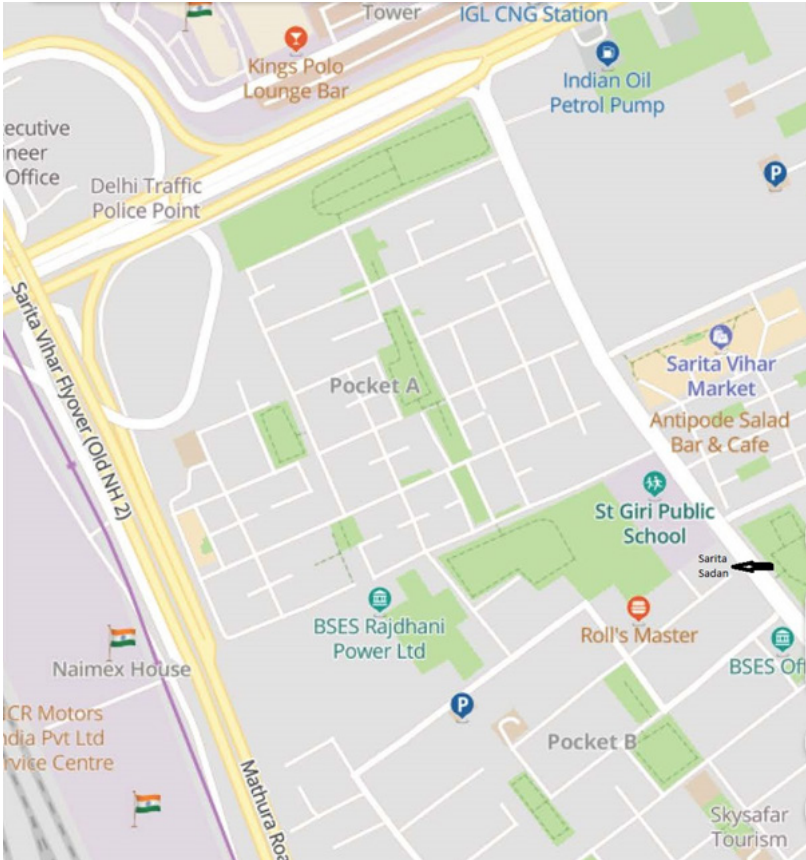 Tower
IGL CNG Station
Kings Polo
Lounge Bar
Indian Oil
Petrol Pump
ecutive
ineer
Office
Delhi Traffic
Police Point
P
Sarita Vihar Flyover (Old NH 2)
Pocket A
Sarita Vihar
Market
Antipode Salad
Bar & Cafe
St Giri Public
School
Sarita
Sadan
BSES Rajdhani
Power Ltd
Roll's Master
BSES Off
Naimex House
P
ICR Motors
ndia Pvt Ltd
rvice Centre
Pocket B
Mathura Roa
Skysafar
Tourism